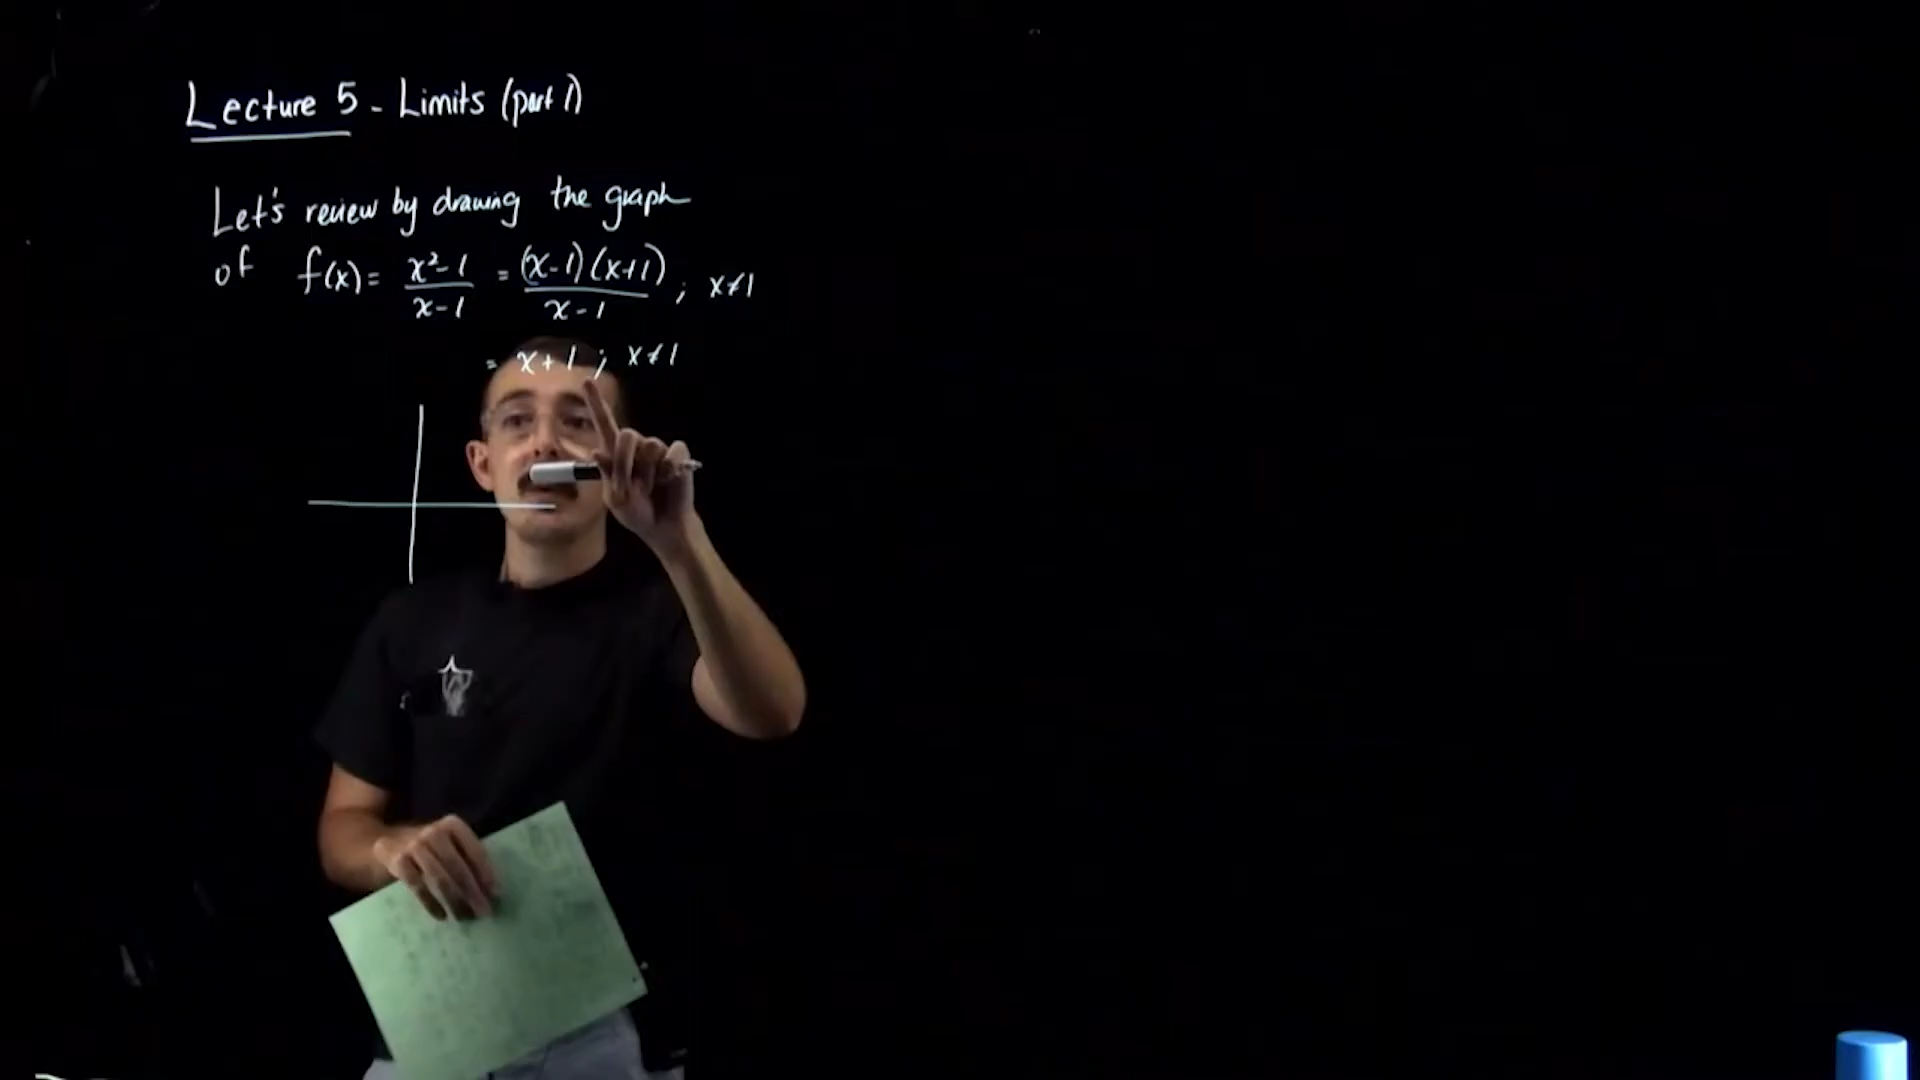 Lecture 5 - Limits (part 1)
Let's review by drawing the graph
of f(x) = x²-1 / x-1 = (x-1)(x+1) / x-1 ; x≠1
= x+1 ; x≠1